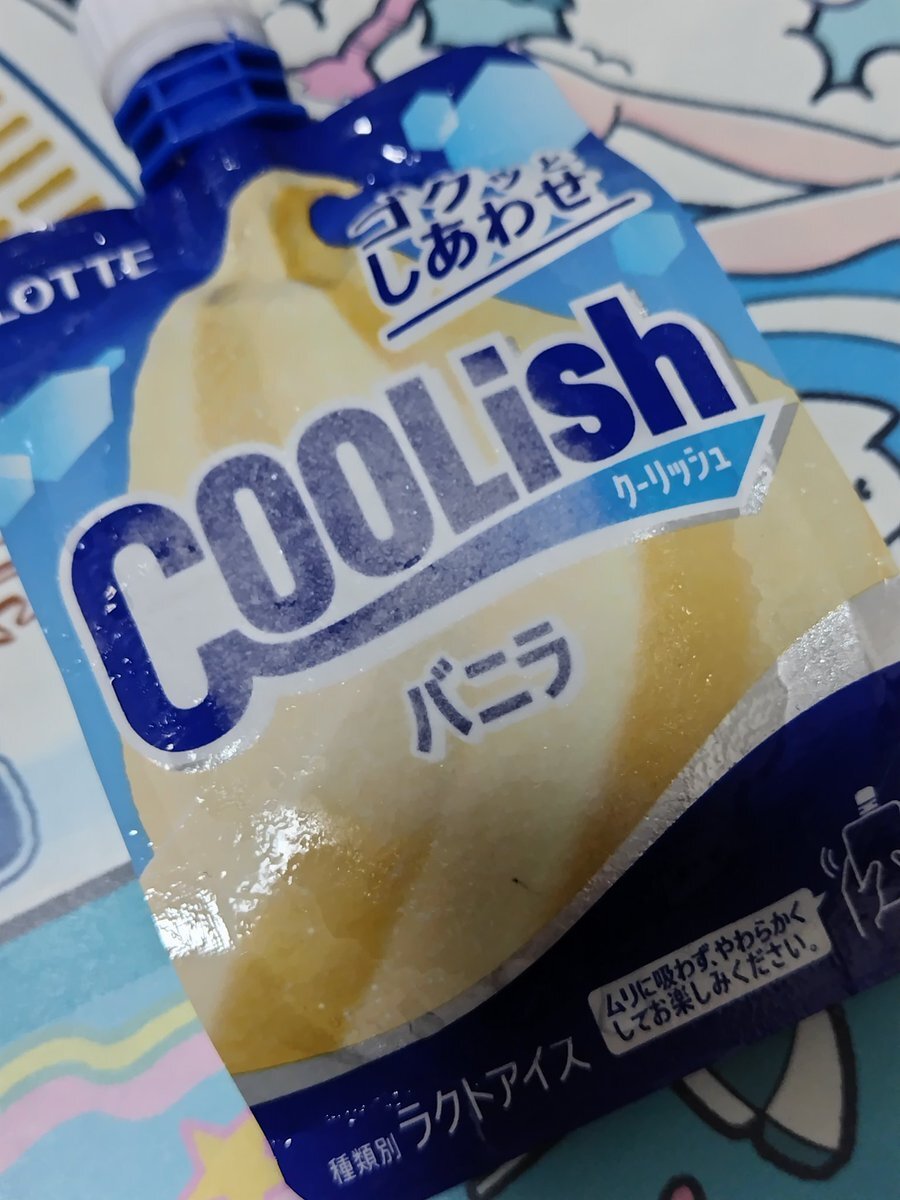 LOTTE
ゴクッと
しあわせ
COOLish
クーリッシュ
バニラ
ムリに吸わず、やわらかく
してお楽しみください。
種類別 ラクトアイス